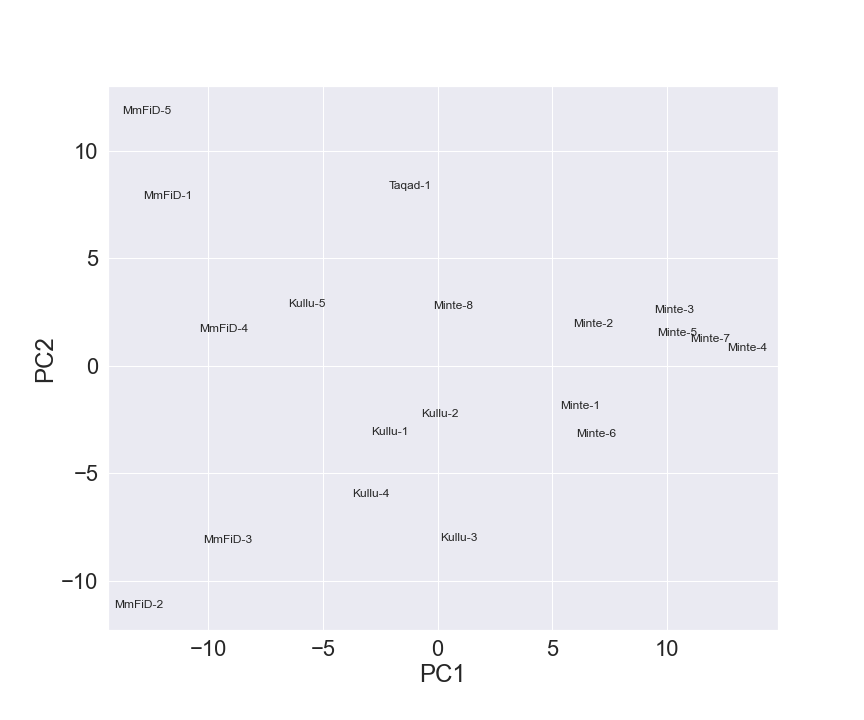 MmFiD-5
10
Taqad-1
MmFiD-1
5
Kullu-5
Minte-8
Minte-3
Minte-2
MmFiD-4
Minte-5
Minte-7
Minte-4
PC2
0
Minte-1
Kullu-2
Kullu-1
Minte-6
−5
Kullu-4
Kullu-3
MmFiD-3
−10
MmFiD-2
−10 −5 0 5 10
PC1